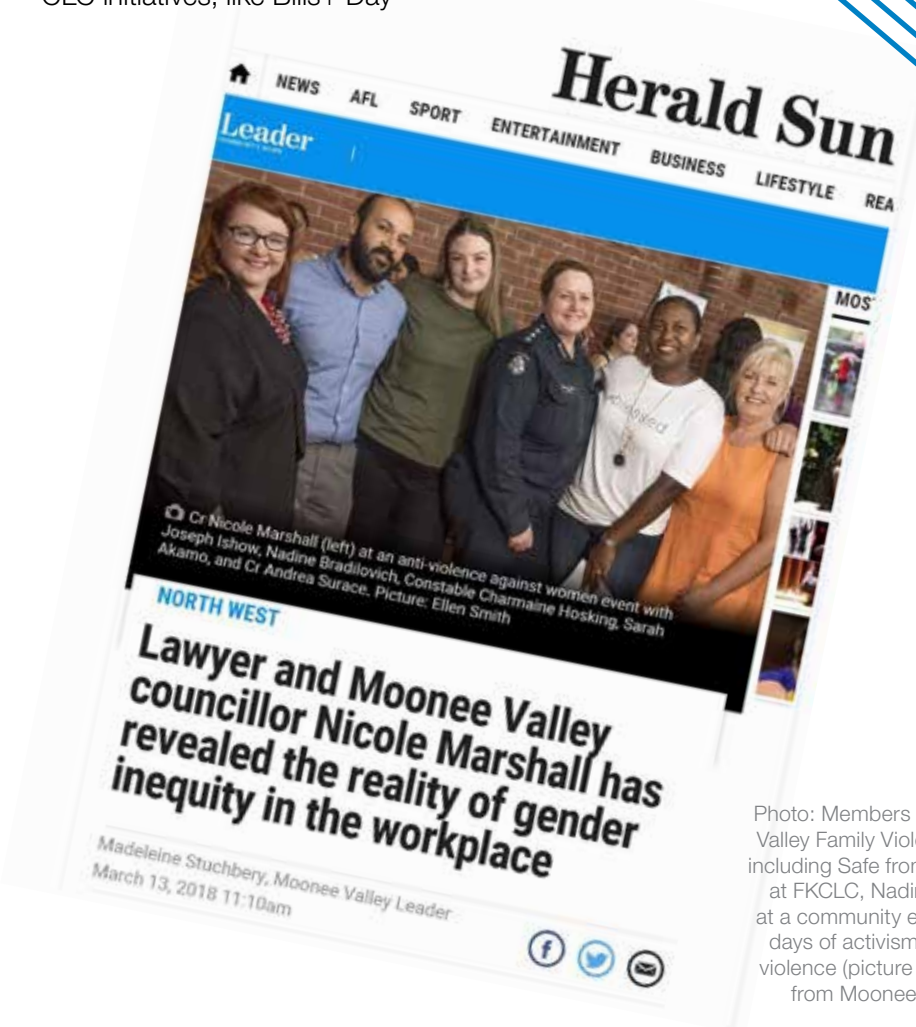 CLC initiatives, like Bills+ Day
Herald Sun
NEWS AFL SPORT ENTERTAINMENT BUSINESS LIFESTYLE REA
Leader
MOS
Cr Nicole Marshall (left) at an anti-violence against women event with
Joseph Ishow, Nadine Bradilovich, Constable Charmaine Hosking, Sarah
Akamo, and Cr Andrea Surace. Picture: Ellen Smith
NORTH WEST
Lawyer and Moonee Valley
councillor Nicole Marshall has
revealed the reality of gender
inequity in the workplace
Madeleine Stuchbery, Moonee Valley Leader
March 13, 2018 11:10am
Photo: Members
Valley Family Viol
including Safe from
at FKCLC, Nadi
at a community e
days of activism
violence (picture
from Moonee